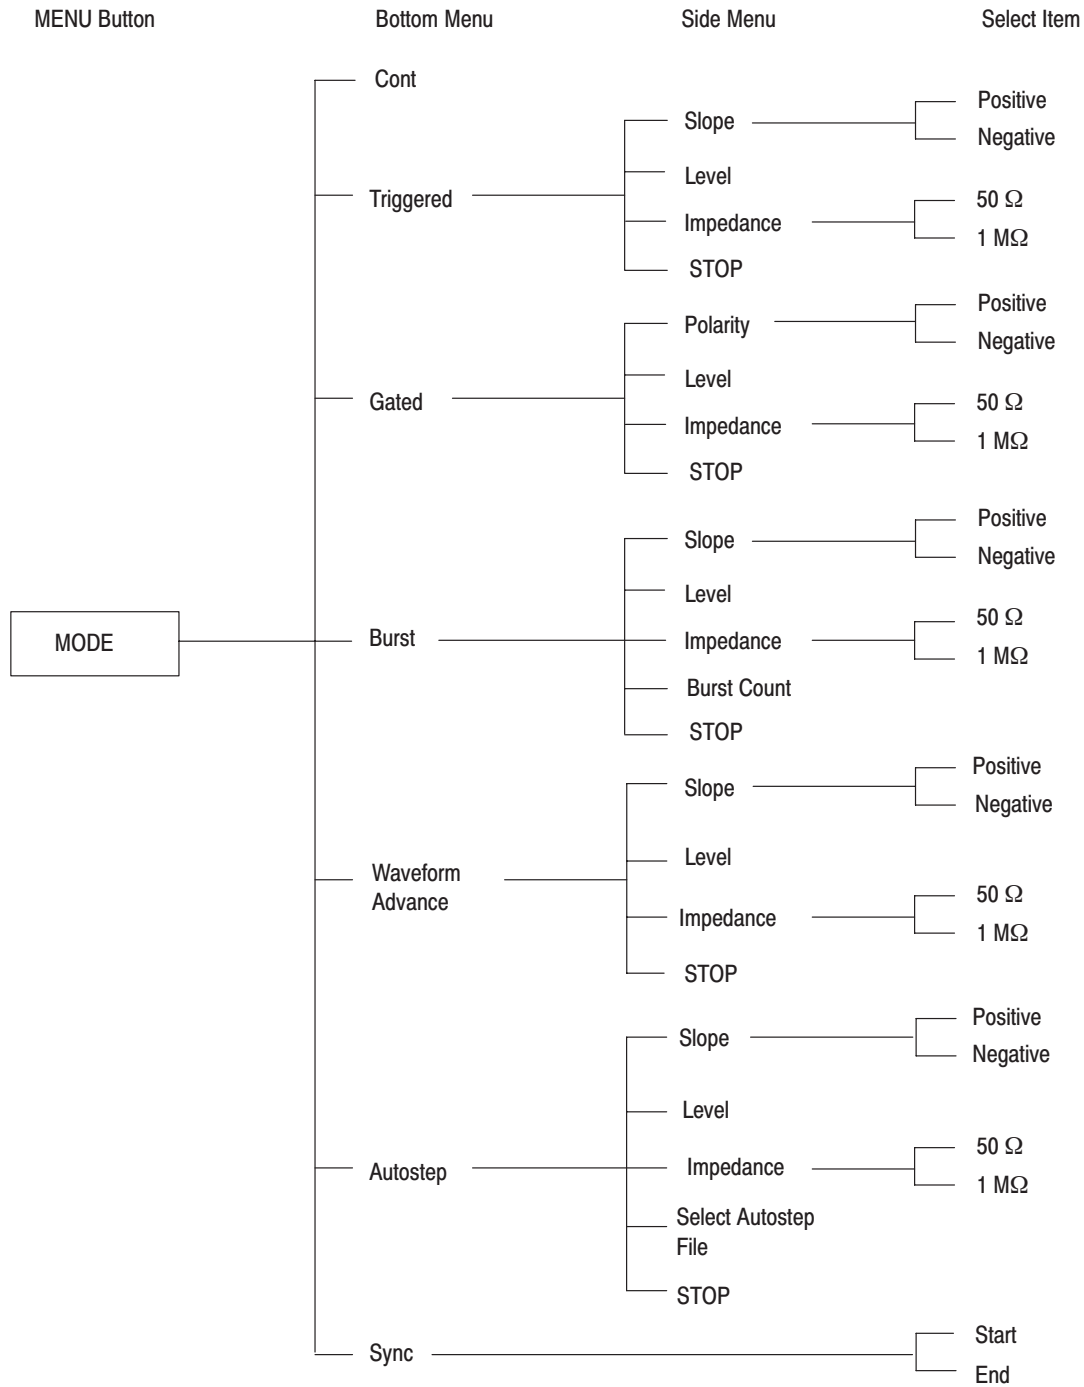 MENU Button Bottom Menu Side Menu Select Item
Cont
Triggered
Slope
Positive
Negative
Level
Impedance
50 Ω
1 MΩ
STOP
Gated
Polarity
Positive
Negative
Level
Impedance
50 Ω
1 MΩ
STOP
MODE
Burst
Slope
Positive
Negative
Level
Impedance
50 Ω
1 MΩ
Burst Count
STOP
Waveform
Advance
Slope
Positive
Negative
Level
Impedance
50 Ω
1 MΩ
STOP
Autostep
Slope
Positive
Negative
Level
Impedance
50 Ω
1 MΩ
Select Autostep
File
STOP
Sync
Start
End